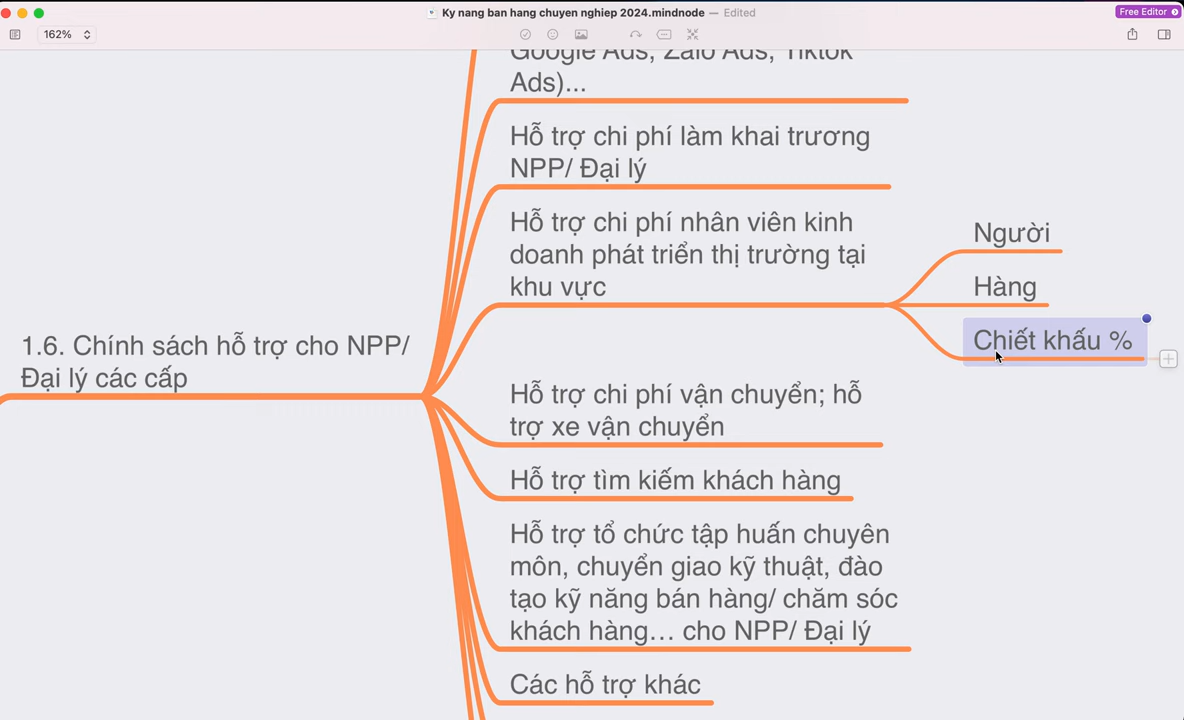 Ky nang ban hang chuyen nghiep 2024.mindnode — Edited
Free Editor
162%
Google Ads, Zalo Ads, Tiktok
Ads)...
Hỗ trợ chi phí làm khai trương
NPP/ Đại lý
Hỗ trợ chi phí nhân viên kinh
doanh phát triển thị trường tại
khu vực
Người
Hàng
Chiết khấu %
1.6. Chính sách hỗ trợ cho NPP/
Đại lý các cấp
Hỗ trợ chi phí vận chuyển; hỗ
trợ xe vận chuyển
Hỗ trợ tìm kiếm khách hàng
Hỗ trợ tổ chức tập huấn chuyên
môn, chuyển giao kỹ thuật, đào
tạo kỹ năng bán hàng/ chăm sóc
khách hàng... cho NPP/ Đại lý
Các hỗ trợ khác